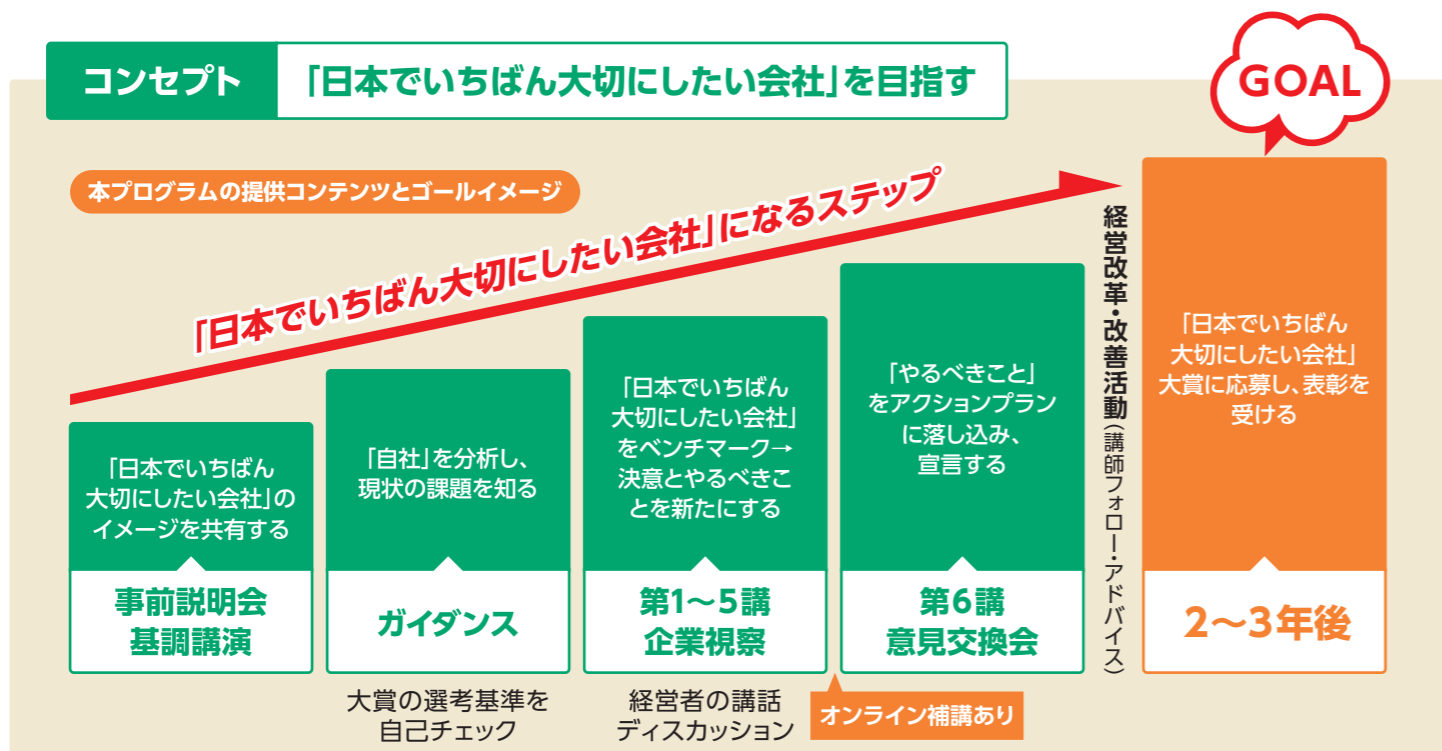 コンセプト
「日本でいちばん大切にしたい会社」を目指す
GOAL
本プログラムの提供コンテンツとゴールイメージ
「日本でいちばん大切にしたい会社」になるステップ
「日本でいちばん
大切にしたい会社」の
イメージを共有する
事前説明会
基調講演
「自社」を分析し、
現状の課題を知る
ガイダンス
大賞の選考基準を
自己チェック
「日本でいちばん
大切にしたい会社」
をベンチマーク→
決意とやるべきこ
とを新たにする
第1〜5講
企業視察
経営者の講話
ディスカッション
「やるべきこと」
をアクションプラン
に落し込み、
宣言する
第6講
意見交換会
オンライン補講あり
経営改革・改善活動(講師フォロー・アドバイス)
「日本でいちばん
大切にしたい会社」
大賞に応募し、表彰を
受ける
2〜3年後